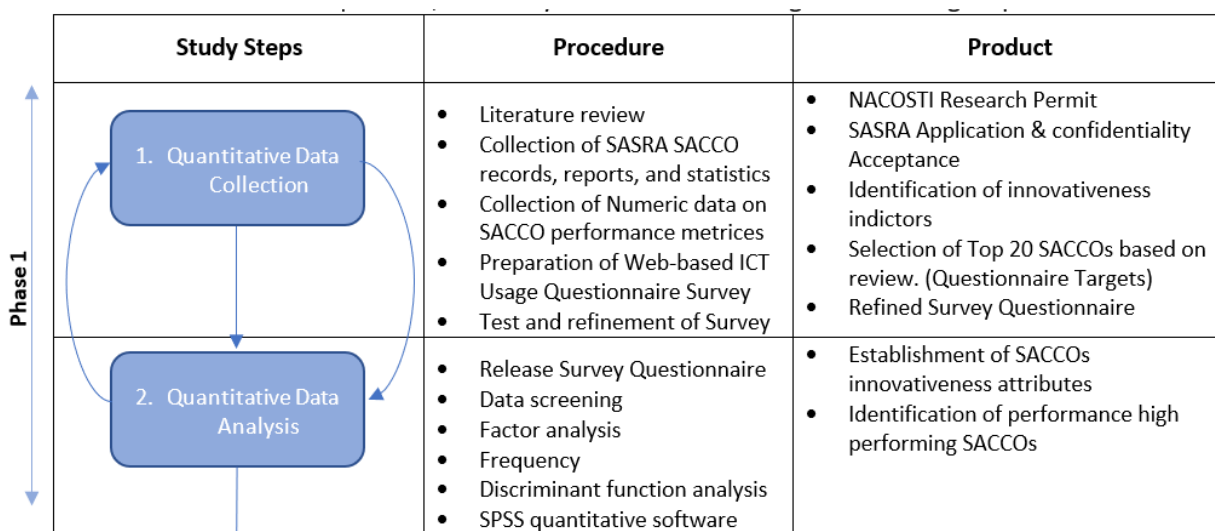 Study Steps
Procedure
Product
Phase 1
1. Quantitative Data
Collection
• Literature review
• Collection of SASRA SACCO
records, reports, and statistics
• Collection of Numeric data on
SACCO performance metrices
• Preparation of Web-based ICT
Usage Questionnaire Survey
• Test and refinement of Survey
• NACOSTI Research Permit
• SASRA Application & confidentiality
Acceptance
• Identification of innovativeness
indictors
• Selection of Top 20 SACCOs based on
review. (Questionnaire Targets)
• Refined Survey Questionnaire
2. Quantitative Data
Analysis
• Release Survey Questionnaire
• Data screening
• Factor analysis
• Frequency
• Discriminant function analysis
• SPSS quantitative software
• Establishment of SACCOs
innovativeness attributes
• Identification of performance high
performing SACCOs